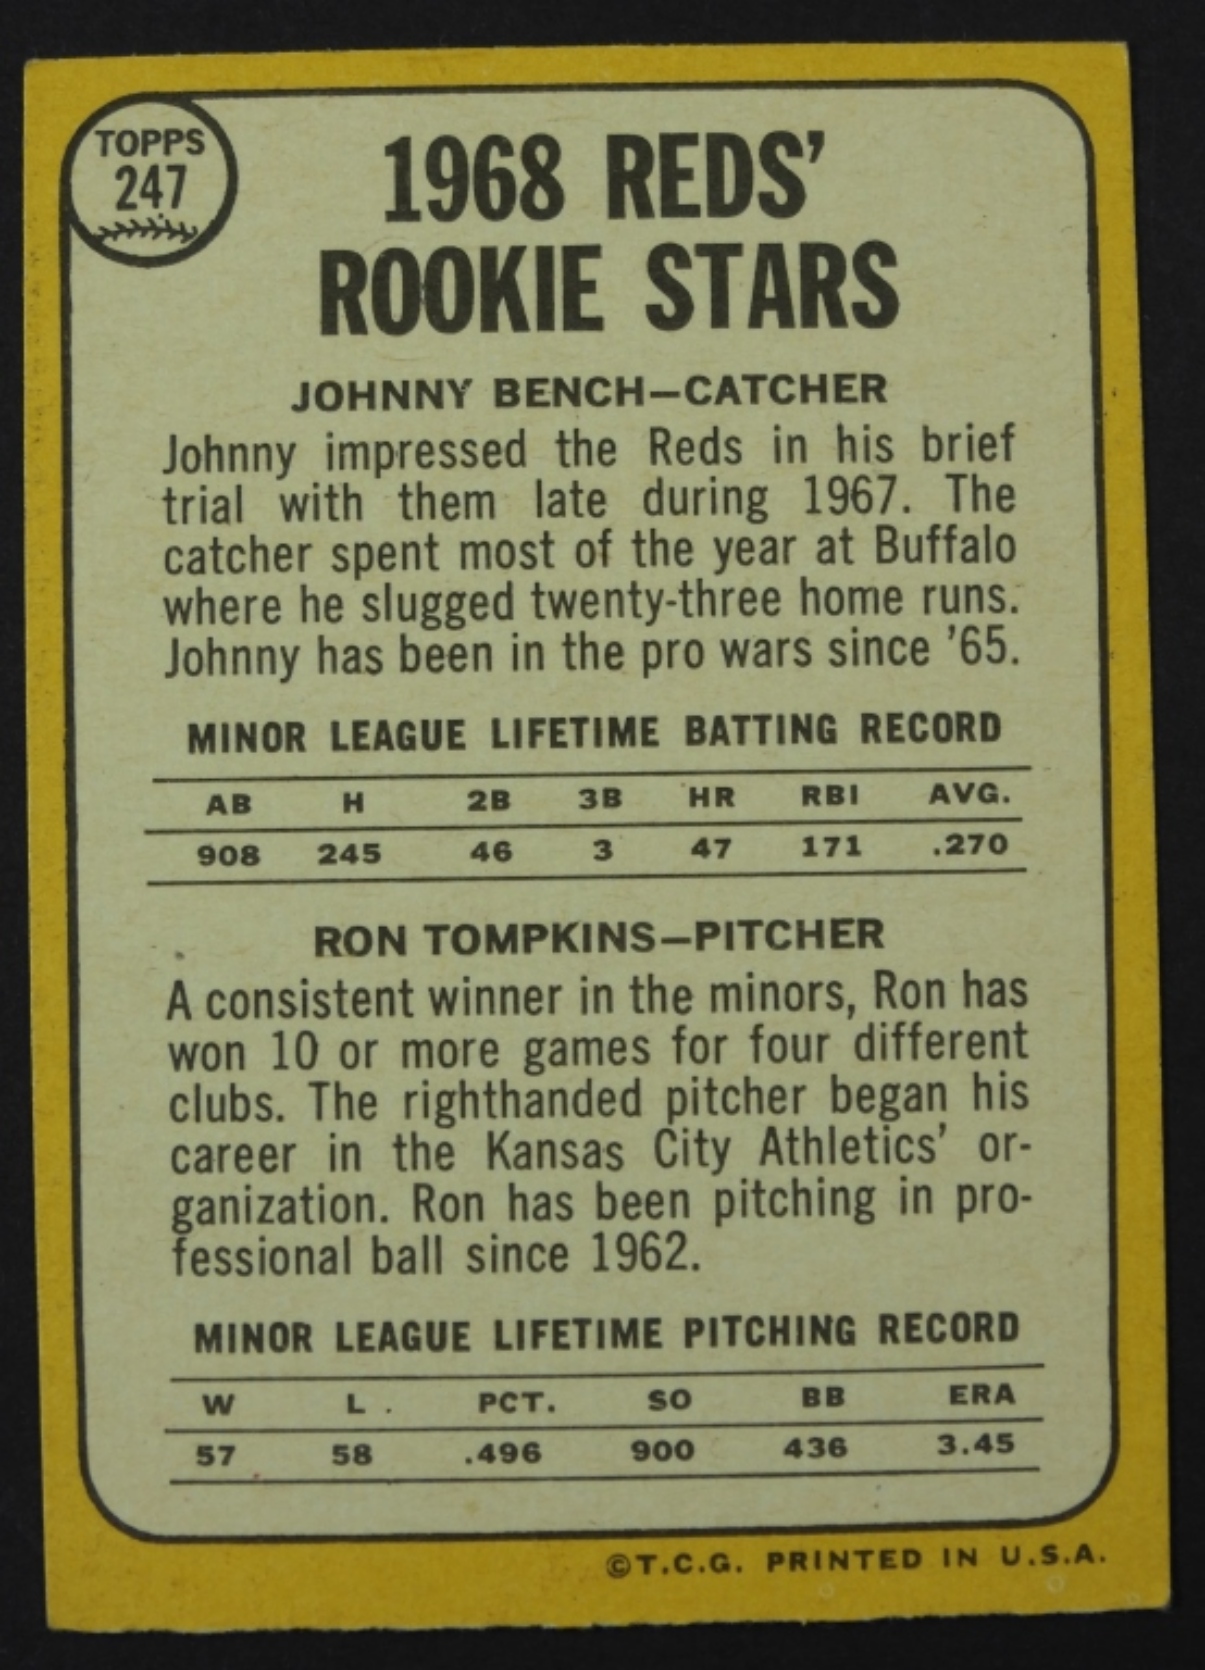 TOPPS
247
1968 REDS'
ROOKIE STARS
JOHNNY BENCH—CATCHER
Johnny impressed the Reds in his brief
trial with them late during 1967. The
catcher spent most of the year at Buffalo
where he slugged twenty-three home runs.
Johnny has been in the pro wars since '65.
MINOR LEAGUE LIFETIME BATTING RECORD
AB H 2B 3B HR RBI AVG.
908 245 46 3 47 171 .270
RON TOMPKINS—PITCHER
A consistent winner in the minors, Ron has
won 10 or more games for four different
clubs. The righthanded pitcher began his
career in the Kansas City Athletics' or-
ganization. Ron has been pitching in pro-
fessional ball since 1962.
MINOR LEAGUE LIFETIME PITCHING RECORD
W L PCT. SO BB ERA
57 58 .496 900 436 3.45
©T.C.G. PRINTED IN U.S.A.